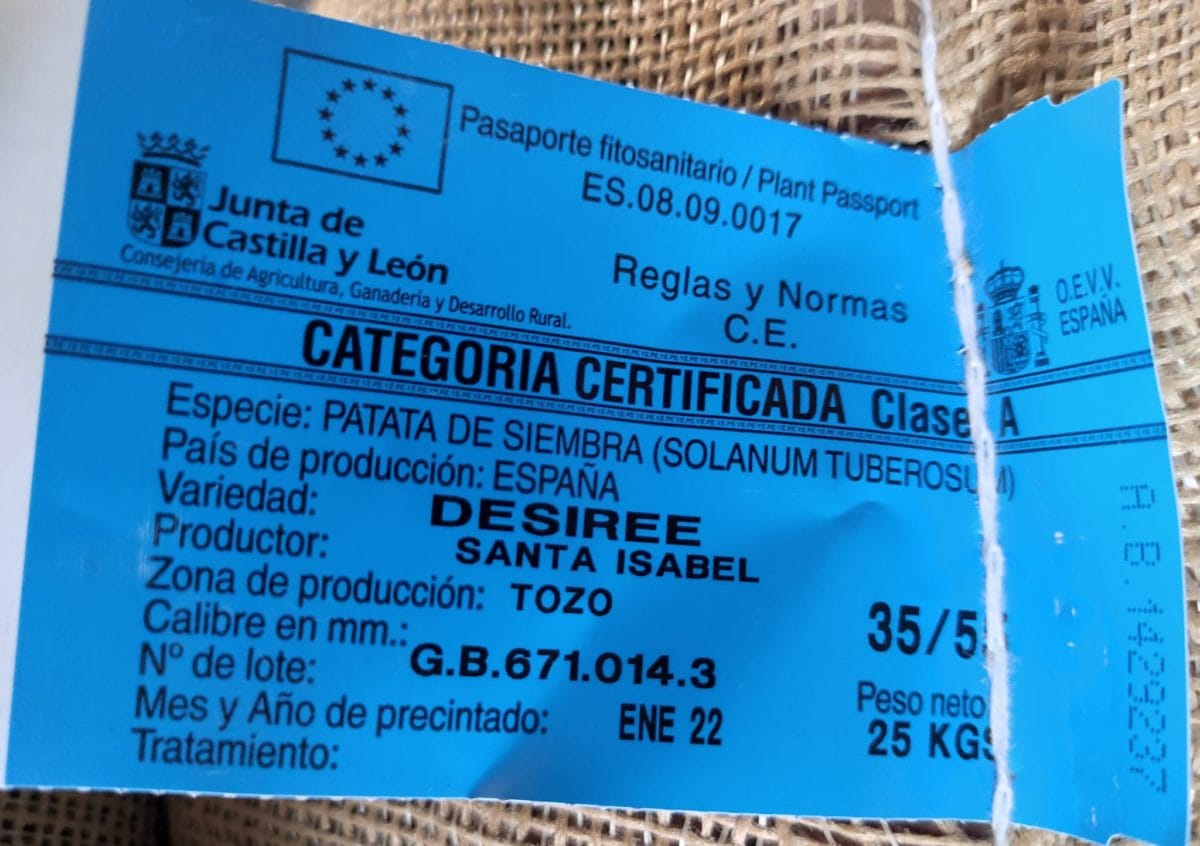 Pasaporte fitosanitario / Plant Passport
ES.08.09.0017
Junta de
Castilla y León
Consejería de Agricultura, Ganadería y Desarrollo Rural.
Reglas y Normas
C.E.
O.E.V.V.
ESPAÑA
CATEGORIA CERTIFICADA Clase A
Especie: PATATA DE SIEMBRA (SOLANUM TUBEROSUM)
País de producción: ESPAÑA
Variedad: DESIREE
Productor: SANTA ISABEL
Zona de producción: TOZO
Calibre en mm.: 35/5
Nº de lote: G.B.671.014.3
Mes y Año de precintado: ENE 22
Peso neto
25 KGS
Tratamiento: